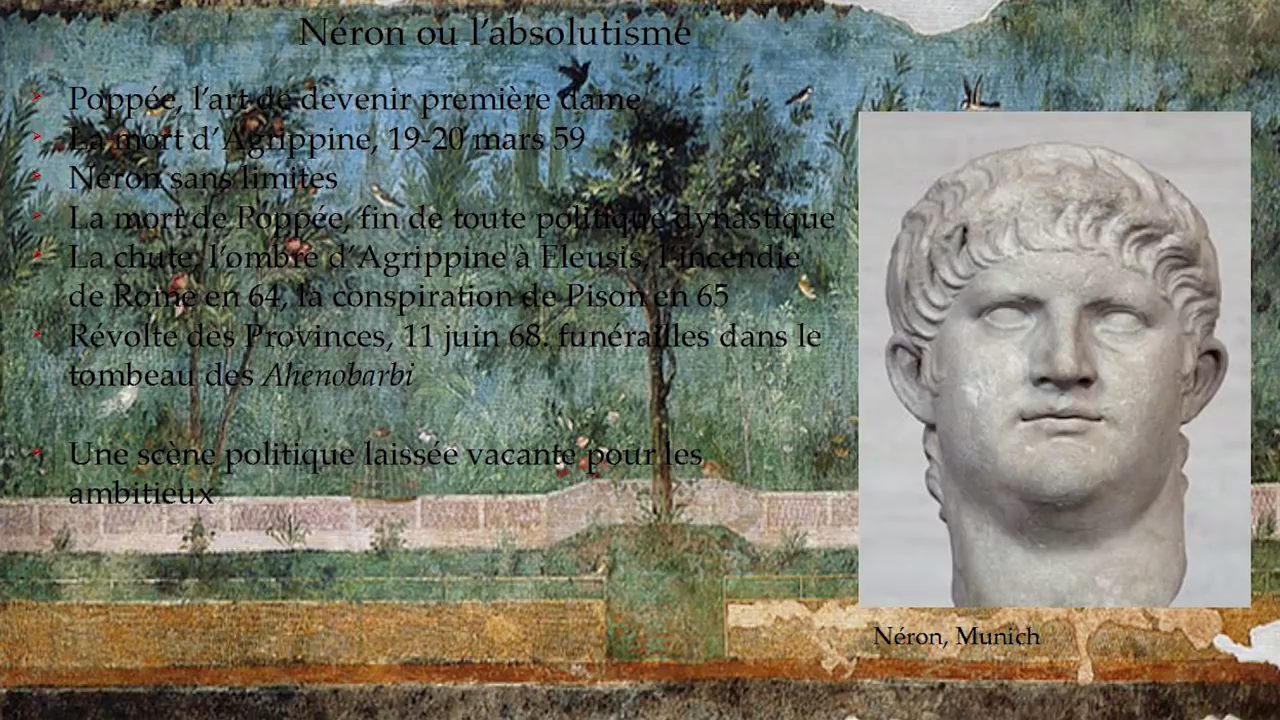 Néron ou l’absolutisme
Poppée, l’art de devenir première dame
La mort d’Agrippine, 19-20 mars 59
Néron sans limites
La mort de Poppée, fin de toute politique dynastique
La chute, l’ombre d’Agrippine à Eleusis, l’incendie
de Rome en 64, la conspiration de Pison en 65
Révolte des Provinces, 11 juin 68. funérailles dans le
tombeau des Ahenobarbi
Une scène politique laissée vacante pour les
ambitieux
Néron, Munich